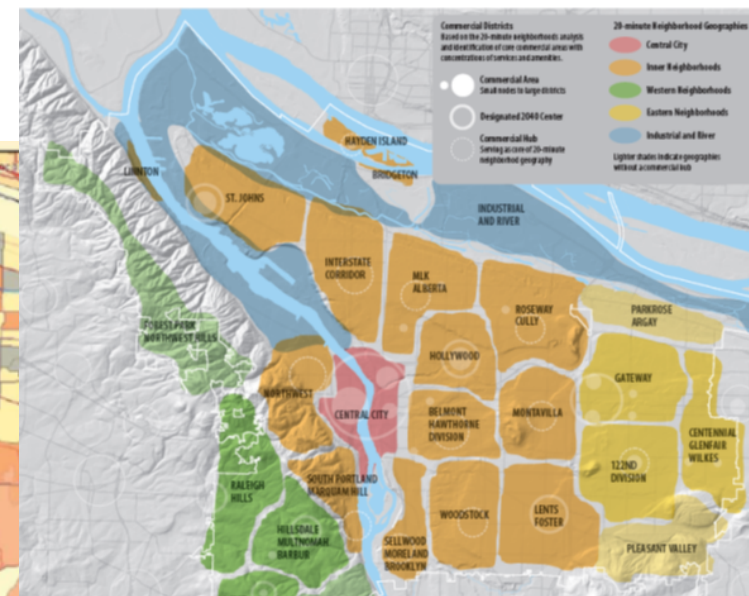 Commercial Districts
Based on the 20-minute neighborhoods analysis
and identification of core commercial areas with
concentrations of services and amenities.
Commercial Area
Small nodes to large districts
Designated 2040 Center
Commercial Hub
Serving as core of 20-minute
neighborhood geography
20-minute Neighborhood Geographies
Central City
Inner Neighborhoods
Western Neighborhoods
Eastern Neighborhoods
Industrial and River
Lighter shades indicate geographies
without a commercial hub
HAYDEN ISLAND
BRIDGETON
LINNTON
ST. JOHNS
INDUSTRIAL
AND RIVER
INTERSTATE
CORRIDOR
MLK
ALBERTA
ROSEWAY
CULLY
PARKROSE
ARGAY
FOREST PARK
NORTHWEST HILLS
HOLLYWOOD
GATEWAY
NORTHWEST
CENTRAL CITY
BELMONT
HAWTHORNE
DIVISION
MONTAVILLA
CENTENNIAL
GLENFAIR
WILKES
122ND
DIVISION
RALEIGH
HILLS
SOUTH PORTLAND
MARQUAM HILL
WOODSTOCK
LENTS
FOSTER
HILLSDALE
MULTNOMAH
BARBUR
SELLWOOD
MORELAND
BROOKLYN
PLEASANT VALLEY